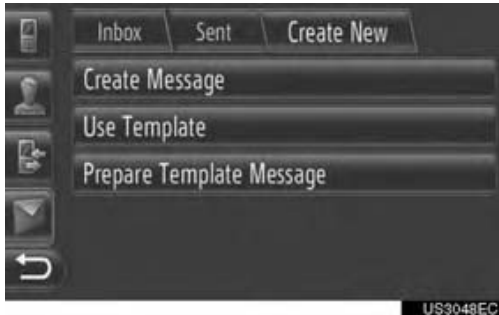 Inbox Sent Create New
Create Message
Use Template
Prepare Template Message
US3048EC